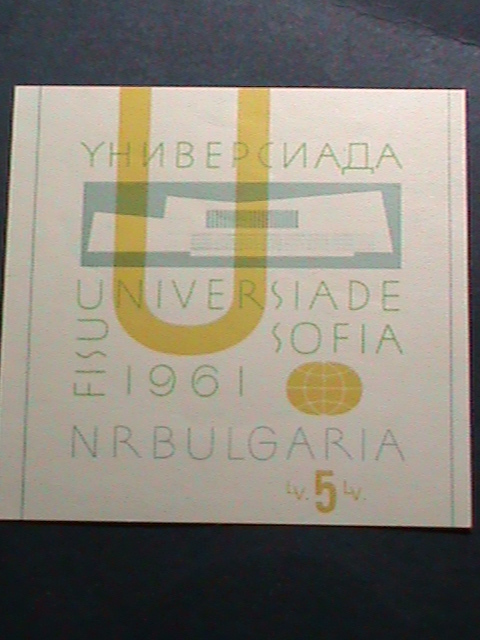 U
УНИВЕРСИАДА
UNIVERSIADE
SOFIA
FISU
1961
NRBULGARIA
LV. 5 LV.